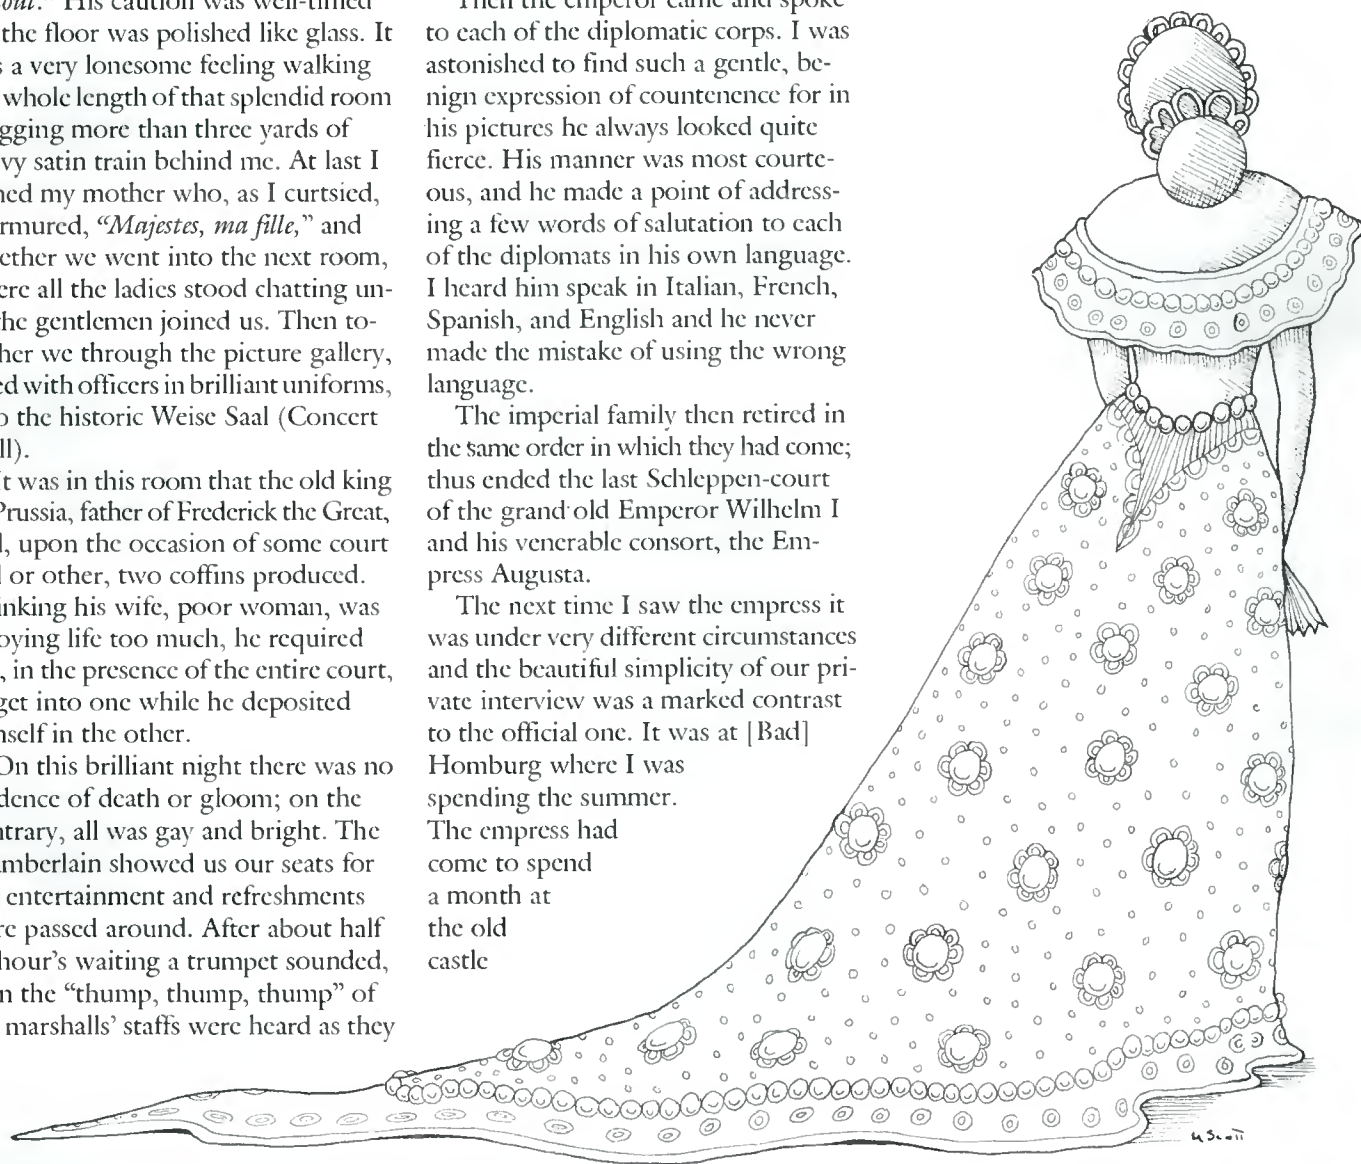 out." His caution was well-timed
the floor was polished like glass. It
s a very lonesome feeling walking
whole length of that splendid room
gging more than three yards of
vy satin train behind me. At last I
ned my mother who, as I curtsied,
rmured, "Majestes, ma fille," and
ether we went into the next room,
ere all the ladies stood chatting un-
he gentlemen joined us. Then to-
her we through the picture gallery,
ed with officers in brilliant uniforms,
o the historic Weise Saal (Concert
ll).
t was in this room that the old king
Prussia, father of Frederick the Great,
l, upon the occasion of some court
l or other, two coffins produced.
inking his wife, poor woman, was
oying life too much, he required
, in the presence of the entire court,
get into one while he deposited
nself in the other.
On this brilliant night there was no
dence of death or gloom; on the
ntrary, all was gay and bright. The
amberlain showed us our seats for
entertainment and refreshments
re passed around. After about half
hour's waiting a trumpet sounded,
n the "thump, thump, thump" of
marshalls' staffs were heard as they
Then the emperor came and spoke
to each of the diplomatic corps. I was
astonished to find such a gentle, be-
nign expression of countenence for in
his pictures he always looked quite
fierce. His manner was most courte-
ous, and he made a point of address-
ing a few words of salutation to each
of the diplomats in his own language.
I heard him speak in Italian, French,
Spanish, and English and he never
made the mistake of using the wrong
language.
The imperial family then retired in
the same order in which they had come;
thus ended the last Schleppen-court
of the grand old Emperor Wilhelm I
and his venerable consort, the Em-
press Augusta.
The next time I saw the empress it
was under very different circumstances
and the beautiful simplicity of our pri-
vate interview was a marked contrast
to the official one. It was at [Bad]
Homburg where I was
spending the summer.
The empress had
come to spend
a month at
the old
castle
Scott